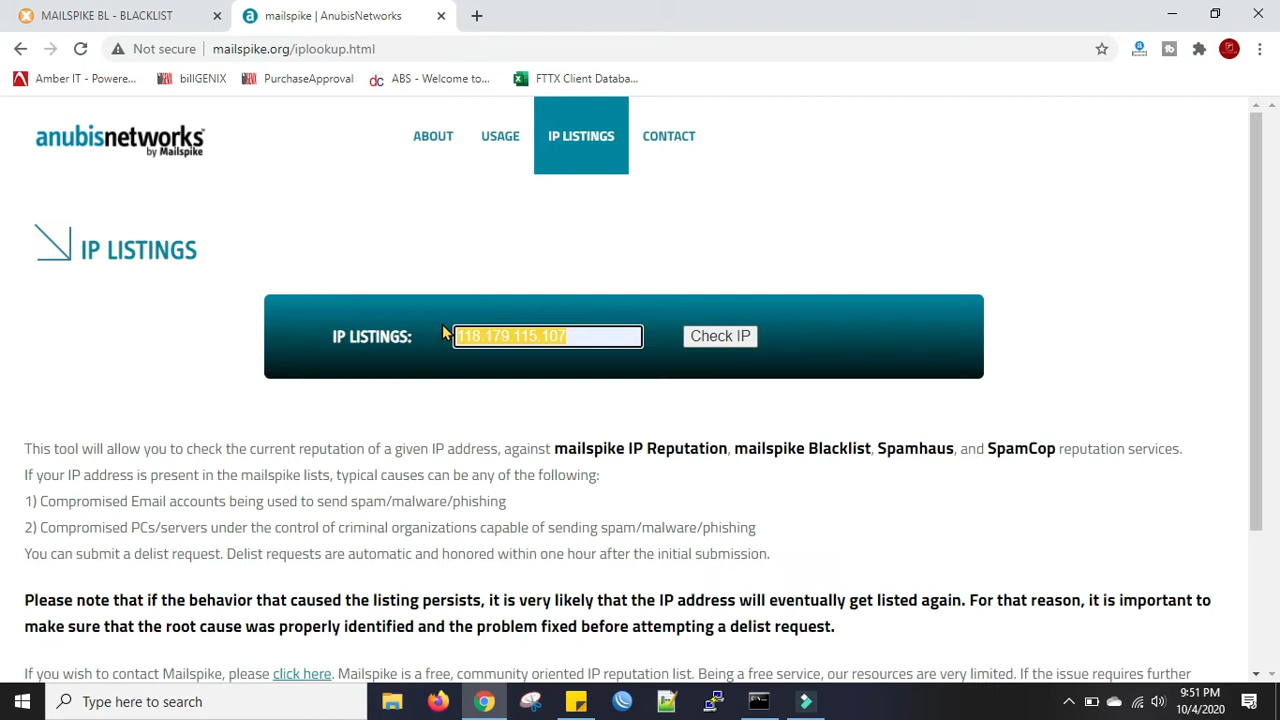 MAILSPIKE BL - BLACKLIST
mailspike | AnubisNetworks
Not secure
mailspike.org/iplookup.html
Amber IT - Powere...
billGENIX
PurchaseApproval
ABS - Welcome to...
FTTX Client Databa...
anubisnetworks
by Mailspike
ABOUT
USAGE
IP LISTINGS
CONTACT
IP LISTINGS
IP LISTINGS:
118.179.115.107
Check IP
This tool will allow you to check the current reputation of a given IP address, against mailspike IP Reputation, mailspike Blacklist, Spamhaus, and SpamCop reputation services.
If your IP address is present in the mailspike lists, typical causes can be any of the following:
1) Compromised Email accounts being used to send spam/malware/phishing
2) Compromised PCs/servers under the control of criminal organizations capable of sending spam/malware/phishing
You can submit a delist request. Delist requests are automatic and honored within one hour after the initial submission.
Please note that if the behavior that caused the listing persists, it is very likely that the IP address will eventually get listed again. For that reason, it is important to
make sure that the root cause was properly identified and the problem fixed before attempting a delist request.
If you wish to contact Mailspike, please click here. Mailspike is a free, community oriented IP reputation list. Being a free service, our resources are very limited. If the issue requires further
Type here to search
9:51 PM
10/4/2020